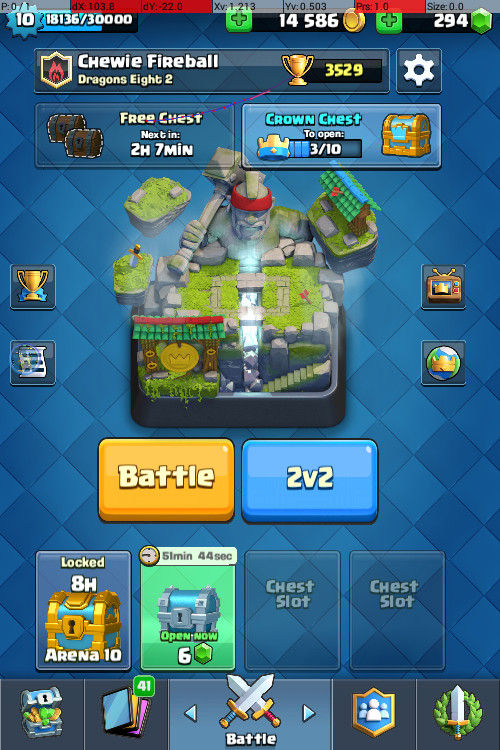 P: 0 / 1 dX: 103.8 dY: -22.0 Xv: 1.213 Yv: 0.503 Prs: 1.0 Size: 0.0
10 18136/30000 14 586 294
Chewie Fireball
Dragons Eight 2
3529
Free Chest
Next in:
2H 7MIN
Crown Chest
To open:
3/10
Battle
2v2
Locked
8H
Arena 10
51min 44sec
Open now
6
Chest
Slot
Chest
Slot
41
Battle